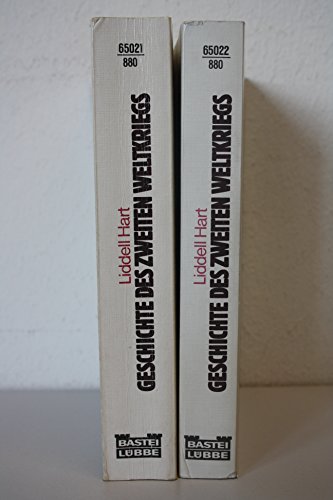 65021
880
Liddell Hart
GESCHICHTE DES ZWEITEN WELTKRIEGS
BASTEI
LÜBBE
65022
880
Liddell Hart
GESCHICHTE DES ZWEITEN WELTKRIEGS
BASTEI
LÜBBE